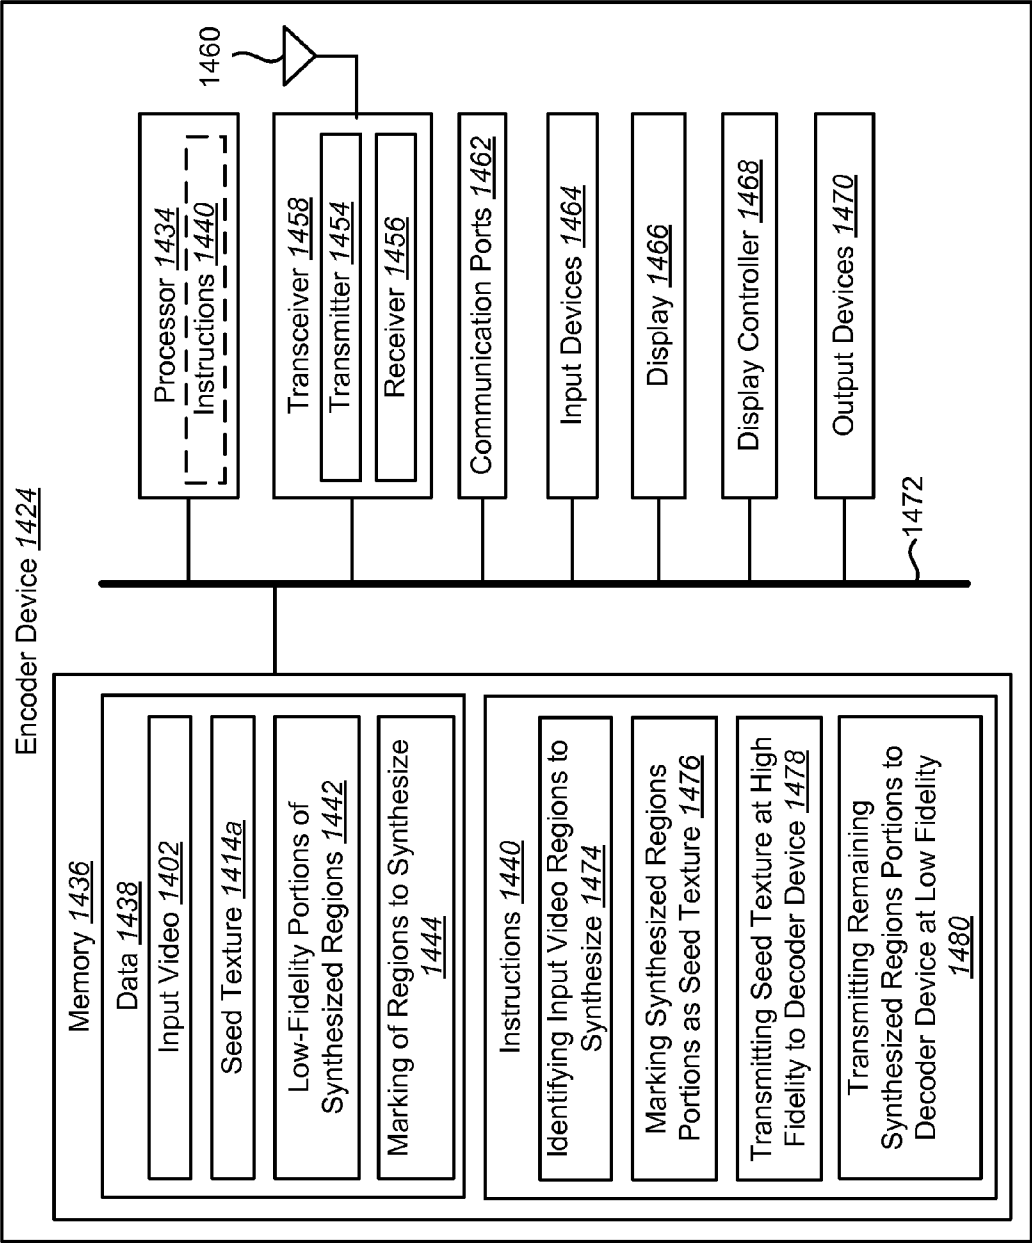 Encoder Device 1424
Memory 1436
Data 1438
Input Video 1402
Seed Texture 1414a
Low-Fidelity Portions of
Synthesized Regions 1442
Marking of Regions to Synthesize
1444
Instructions 1440
Identifying Input Video Regions to
Synthesize 1474
Marking Synthesized Regions
Portions as Seed Texture 1476
Transmitting Seed Texture at High
Fidelity to Decoder Device 1478
Transmitting Remaining
Synthesized Regions Portions to
Decoder Device at Low Fidelity
1480
Processor 1434
Instructions 1440
1460
Transceiver 1458
Transmitter 1454
Receiver 1456
Communication Ports 1462
Input Devices 1464
Display 1466
Display Controller 1468
Output Devices 1470
1472